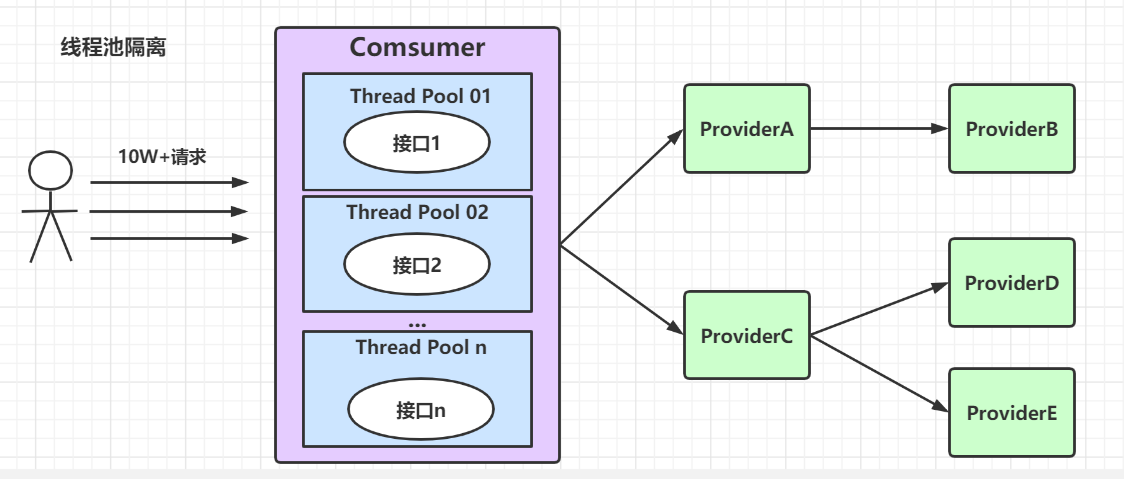 线程池隔离
10W+请求
Comsumer
Thread Pool 01
接口1
Thread Pool 02
接口2
...
Thread Pool n
接口n
ProviderA
ProviderB
ProviderC
ProviderD
ProviderE